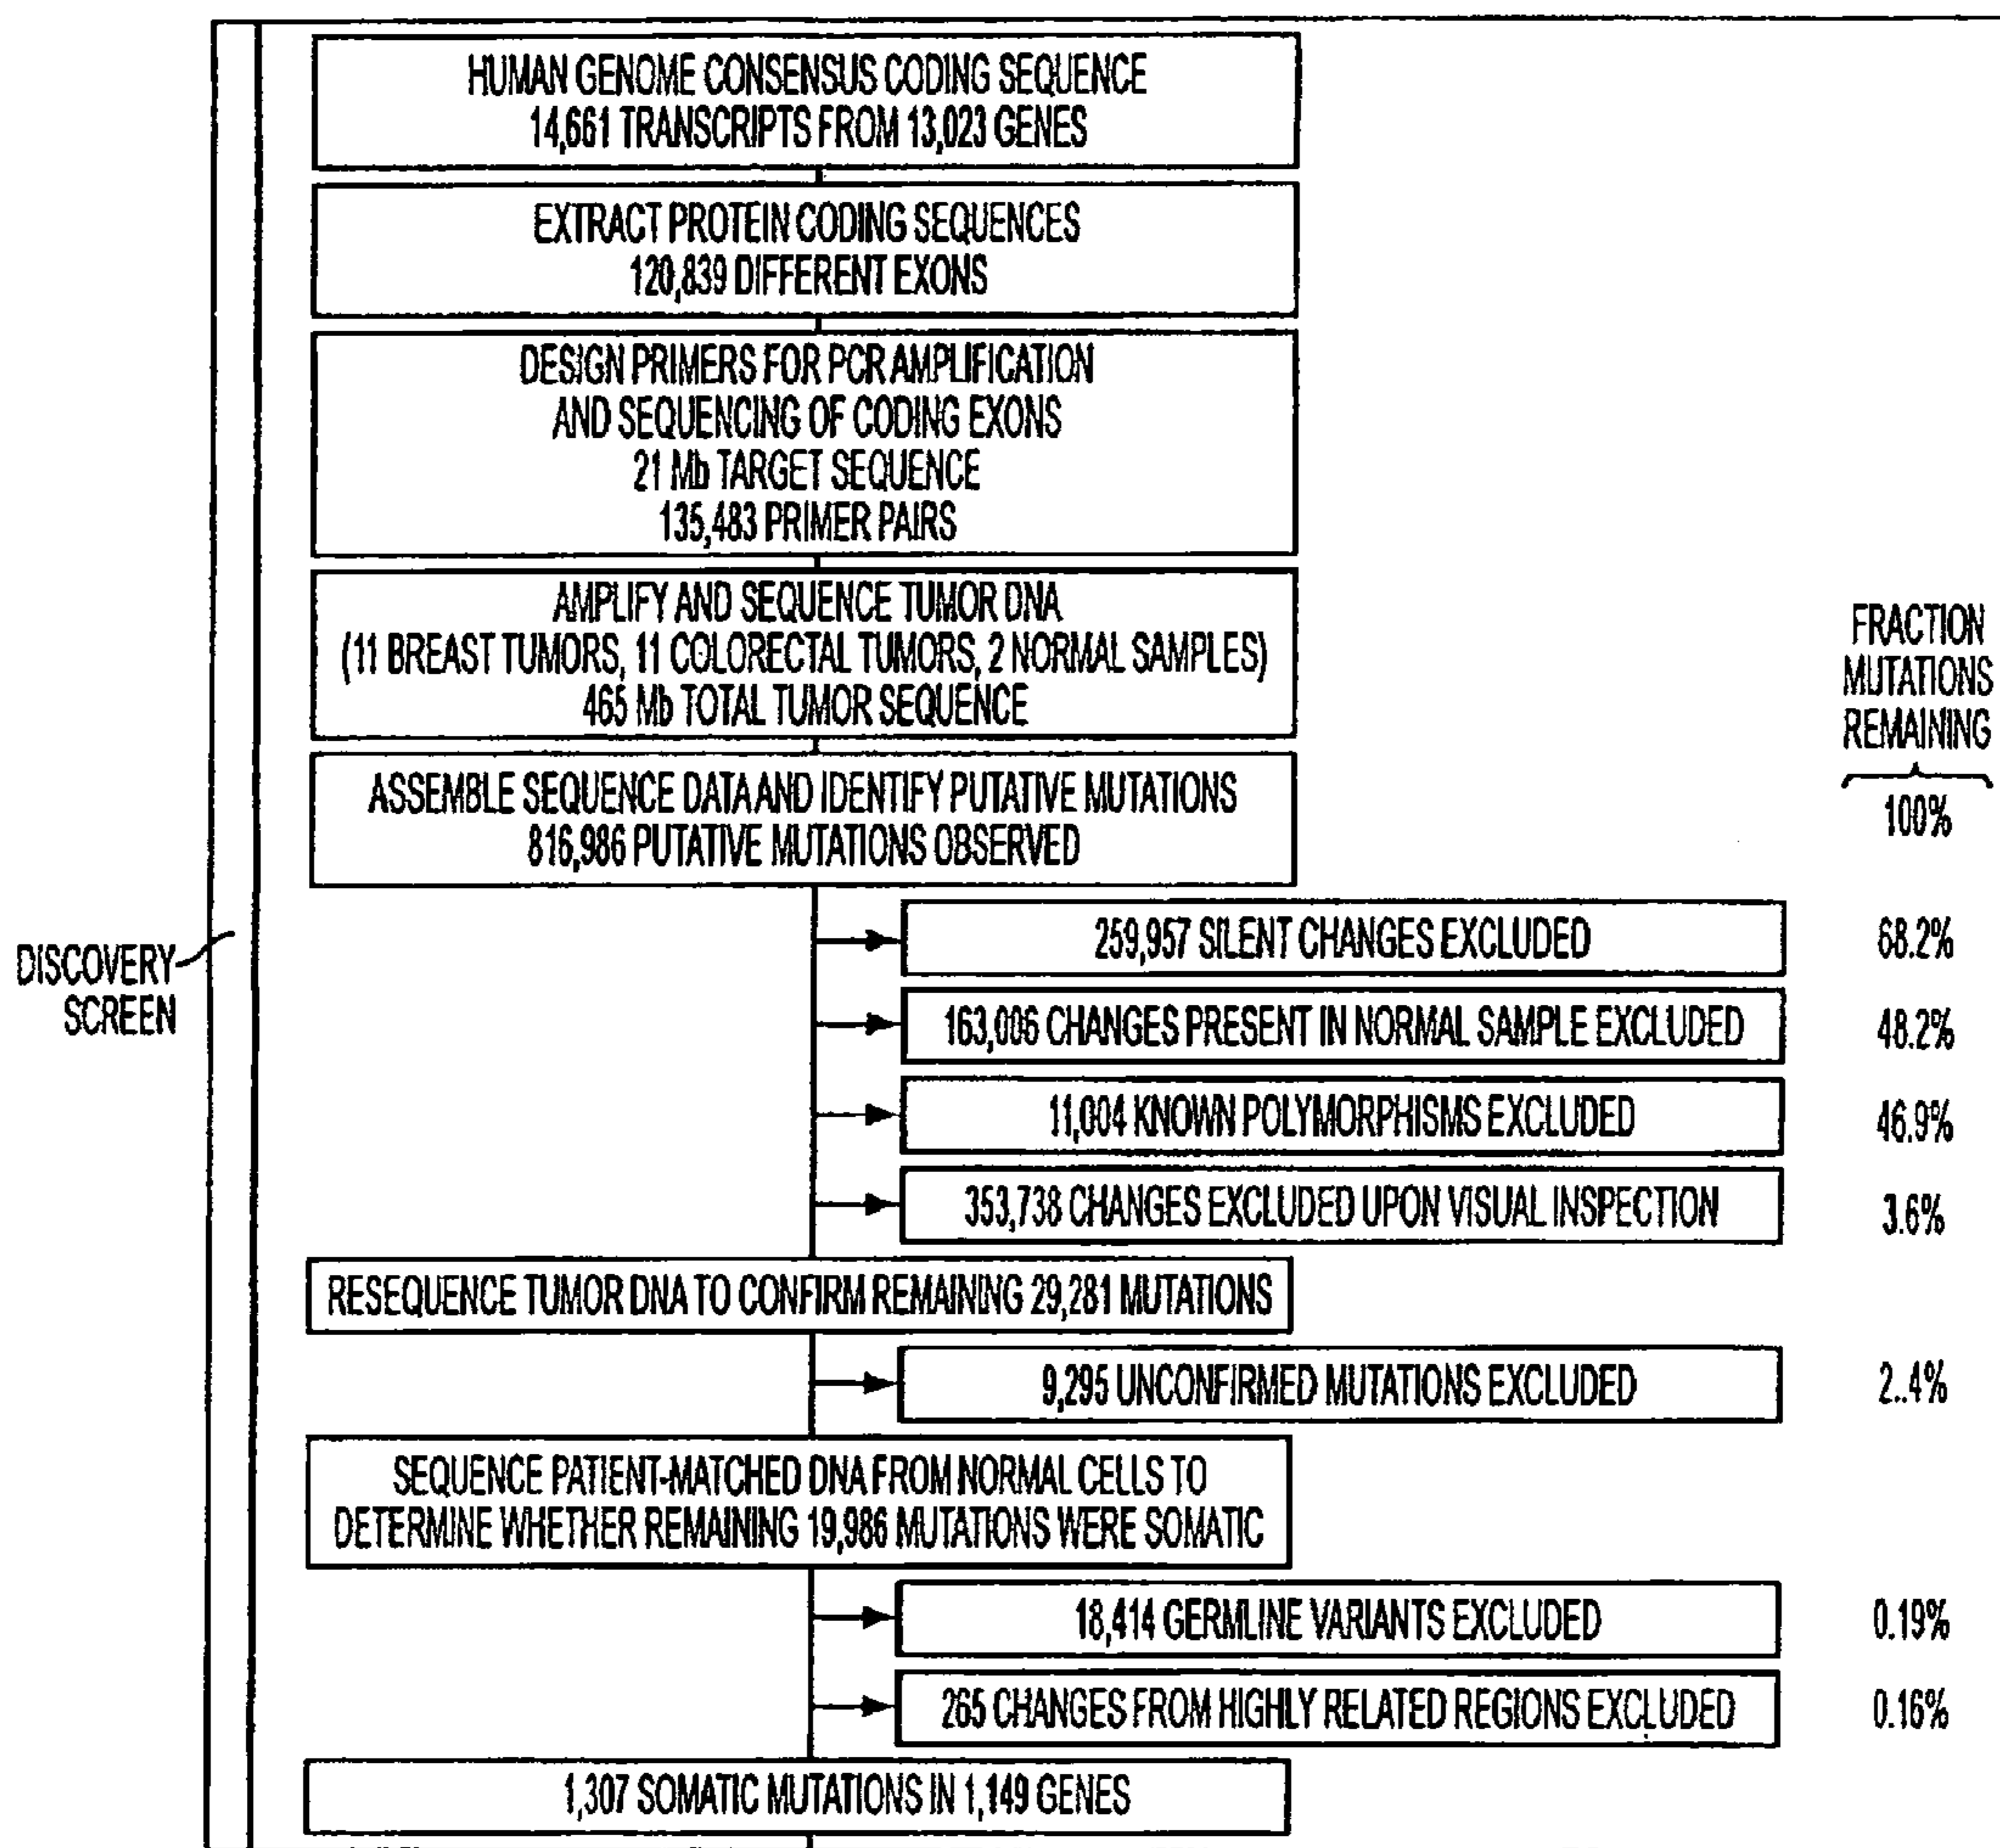 HUMAN GENOME CONSENSUS CODING SEQUENCE
14,661 TRANSCRIPTS FROM 13,023 GENES
EXTRACT PROTEIN CODING SEQUENCES
120,839 DIFFERENT EXONS
DESIGN PRIMERS FOR PCR AMPLIFICATION
AND SEQUENCING OF CODING EXONS
21 Mb TARGET SEQUENCE
135,483 PRIMER PAIRS
AMPLIFY AND SEQUENCE TUMOR DNA
(11 BREAST TUMORS, 11 COLORECTAL TUMORS, 2 NORMAL SAMPLES)
465 Mb TOTAL TUMOR SEQUENCE
FRACTION
MUTATIONS
REMAINING
ASSEMBLE SEQUENCE DATA AND IDENTIFY PUTATIVE MUTATIONS
816,986 PUTATIVE MUTATIONS OBSERVED
100%
DISCOVERY
SCREEN
259,957 SILENT CHANGES EXCLUDED
68.2%
163,006 CHANGES PRESENT IN NORMAL SAMPLE EXCLUDED
48.2%
11,004 KNOWN POLYMORPHISMS EXCLUDED
46.9%
353,738 CHANGES EXCLUDED UPON VISUAL INSPECTION
3.6%
RESEQUENCE TUMOR DNA TO CONFIRM REMAINING 29,281 MUTATIONS
9,295 UNCONFIRMED MUTATIONS EXCLUDED
2..4%
SEQUENCE PATIENT-MATCHED DNA FROM NORMAL CELLS TO
DETERMINE WHETHER REMAINING 19,986 MUTATIONS WERE SOMATIC
18,414 GERMLINE VARIANTS EXCLUDED
0.19%
265 CHANGES FROM HIGHLY RELATED REGIONS EXCLUDED
0.16%
1,307 SOMATIC MUTATIONS IN 1,149 GENES